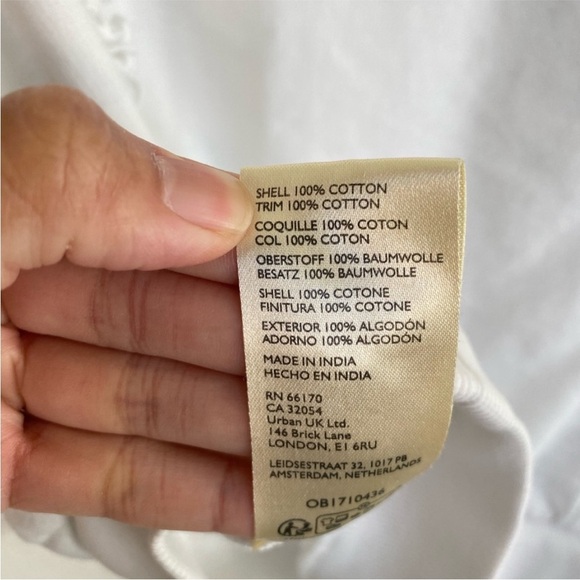 SHELL 100% COTTON
TRIM 100% COTTON
COQUILLE 100% COTON
COL 100% COTON
OBERSTOFF 100% BAUMWOLLE
BESATZ 100% BAUMWOLLE
SHELL 100% COTONE
FINITURA 100% COTONE
EXTERIOR 100% ALGODÓN
ADORNO 100% ALGODÓN
MADE IN INDIA
HECHO EN INDIA
RN 66170
CA 32054
Urban UK Ltd.
146 Brick Lane
LONDON, E1 6RU
LEIDSESTRAAT 32, 1017 PB
AMSTERDAM, NETHERLANDS
OB1710436